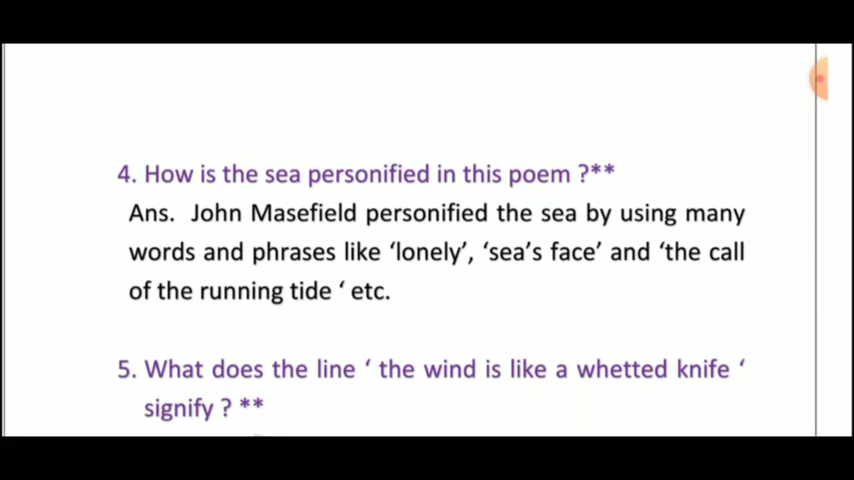 4. How is the sea personified in this poem ?**
Ans. John Masefield personified the sea by using many
words and phrases like ‘lonely’, ‘sea’s face’ and ‘the call
of the running tide ‘ etc.
5. What does the line ‘ the wind is like a whetted knife ‘
signify ? **